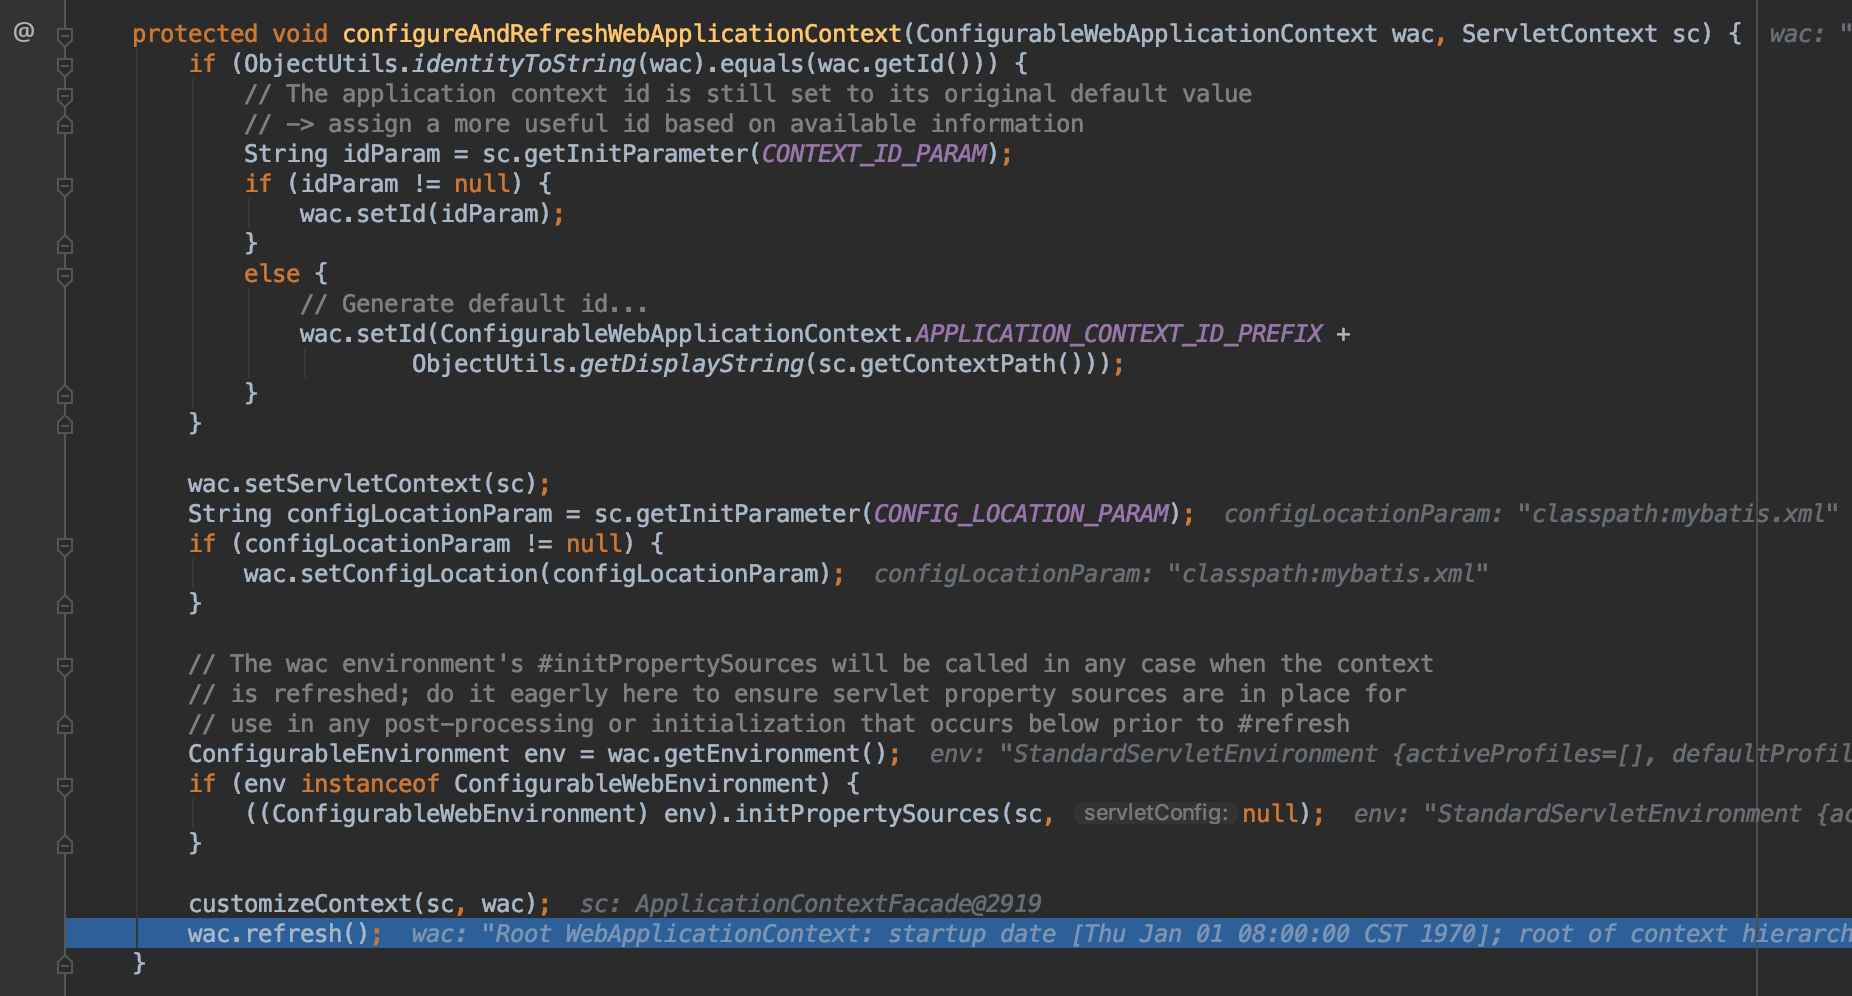 @ protected void configureAndRefreshWebApplicationContext(ConfigurableWebApplicationContext wac, ServletContext sc) { wac: "
if (ObjectUtils.identityToString(wac).equals(wac.getId())) {
// The application context id is still set to its original default value
// -> assign a more useful id based on available information
String idParam = sc.getInitParameter(CONTEXT_ID_PARAM);
if (idParam != null) {
wac.setId(idParam);
}
else {
// Generate default id...
wac.setId(ConfigurableWebApplicationContext.APPLICATION_CONTEXT_ID_PREFIX +
ObjectUtils.getDisplayString(sc.getContextPath()));
}
}
wac.setServletContext(sc);
String configLocationParam = sc.getInitParameter(CONFIG_LOCATION_PARAM); configLocationParam: "classpath:mybatis.xml"
if (configLocationParam != null) {
wac.setConfigLocation(configLocationParam); configLocationParam: "classpath:mybatis.xml"
}
// The wac environment's #initPropertySources will be called in any case when the context
// is refreshed; do it eagerly here to ensure servlet property sources are in place for
// use in any post-processing or initialization that occurs below prior to #refresh
ConfigurableEnvironment env = wac.getEnvironment(); env: "StandardServletEnvironment {activeProfiles=[], defaultProfil
if (env instanceof ConfigurableWebEnvironment) {
((ConfigurableWebEnvironment) env).initPropertySources(sc, servletConfig: null); env: "StandardServletEnvironment {ac
}
customizeContext(sc, wac); sc: ApplicationContextFacade@2919
wac.refresh(); wac: "Root WebApplicationContext: startup date [Thu Jan 01 08:00:00 CST 1970]; root of context hierarch
}